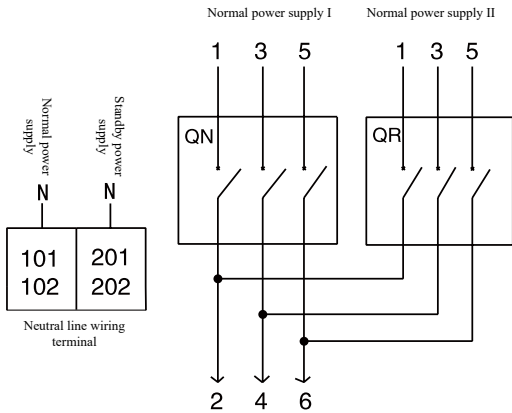 Normal power supply I
Normal power supply II
1 3 5
1 3 5
QN
QR
Normal power
supply
Standby power
supply
N
N
101
102
201
202
Neutral line wiring
terminal
2 4 6